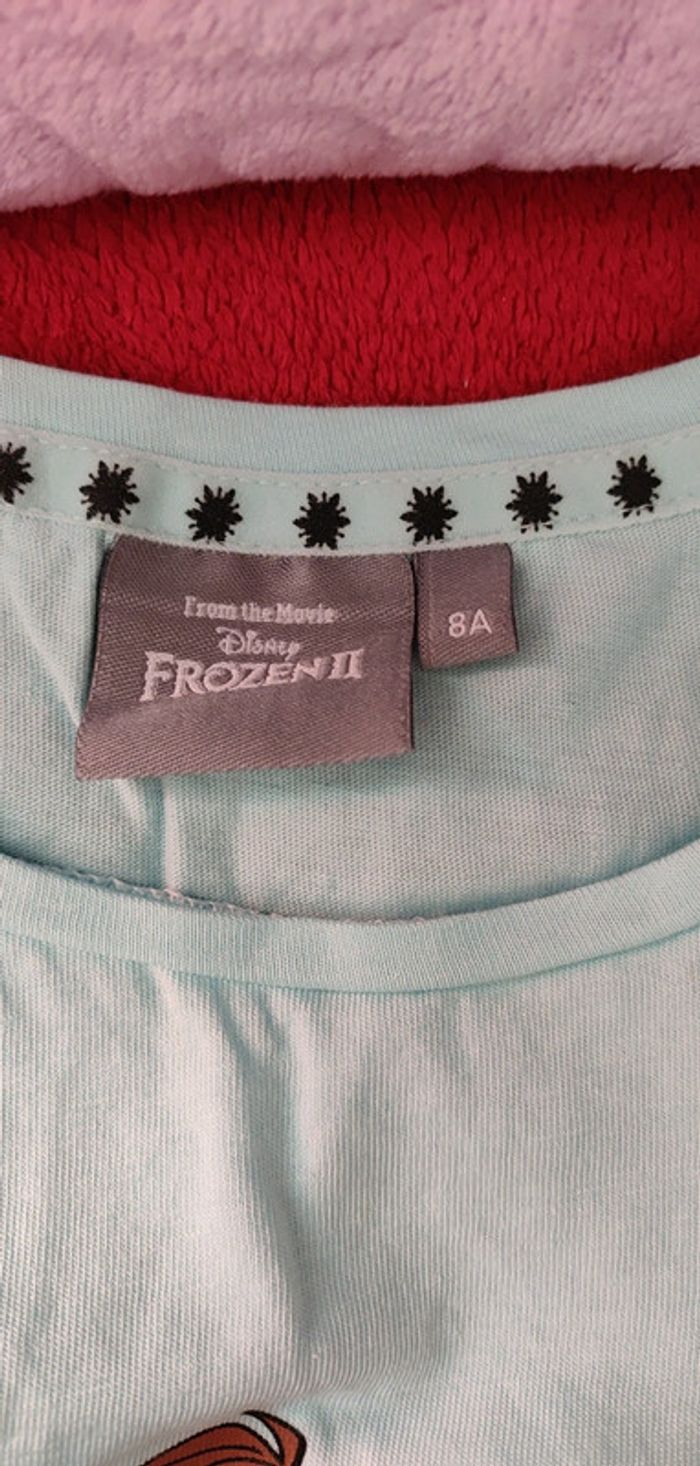 From the Movie
Disney
FROZEN II
8A